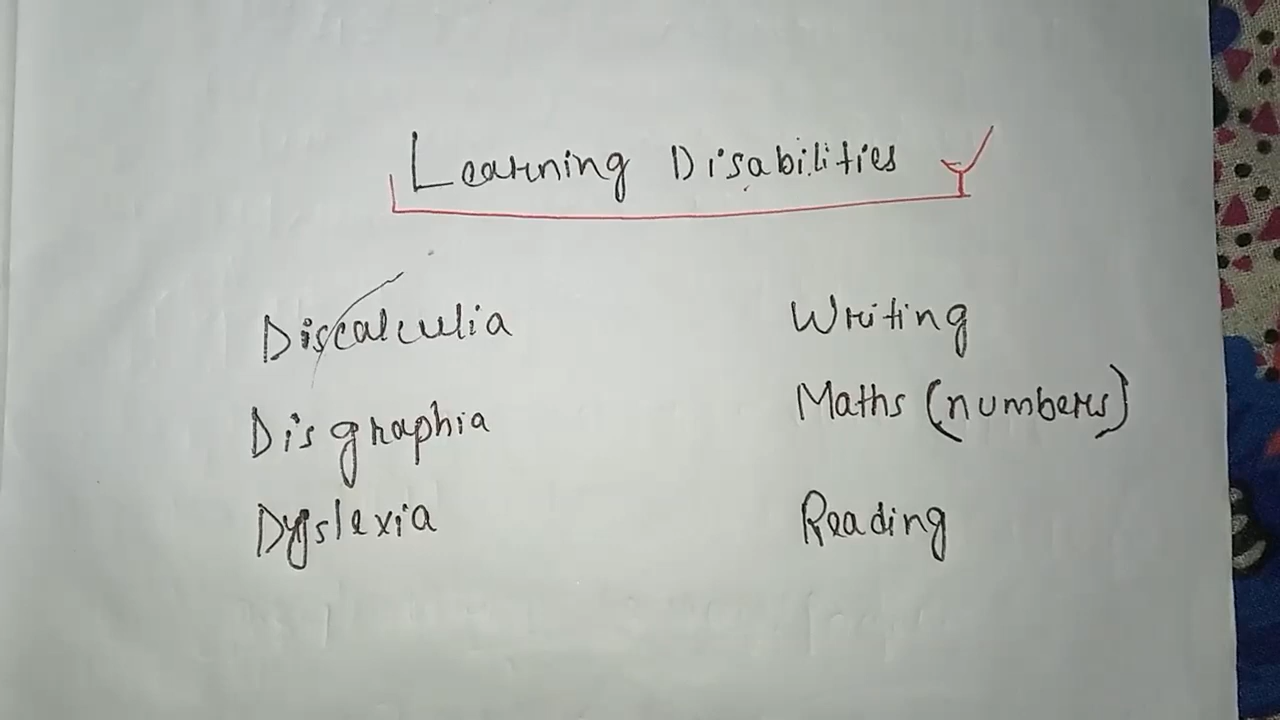 Learning Disabilities
Discalculia Writing
Disgraphia Maths (numbers)
Dyslexia Reading